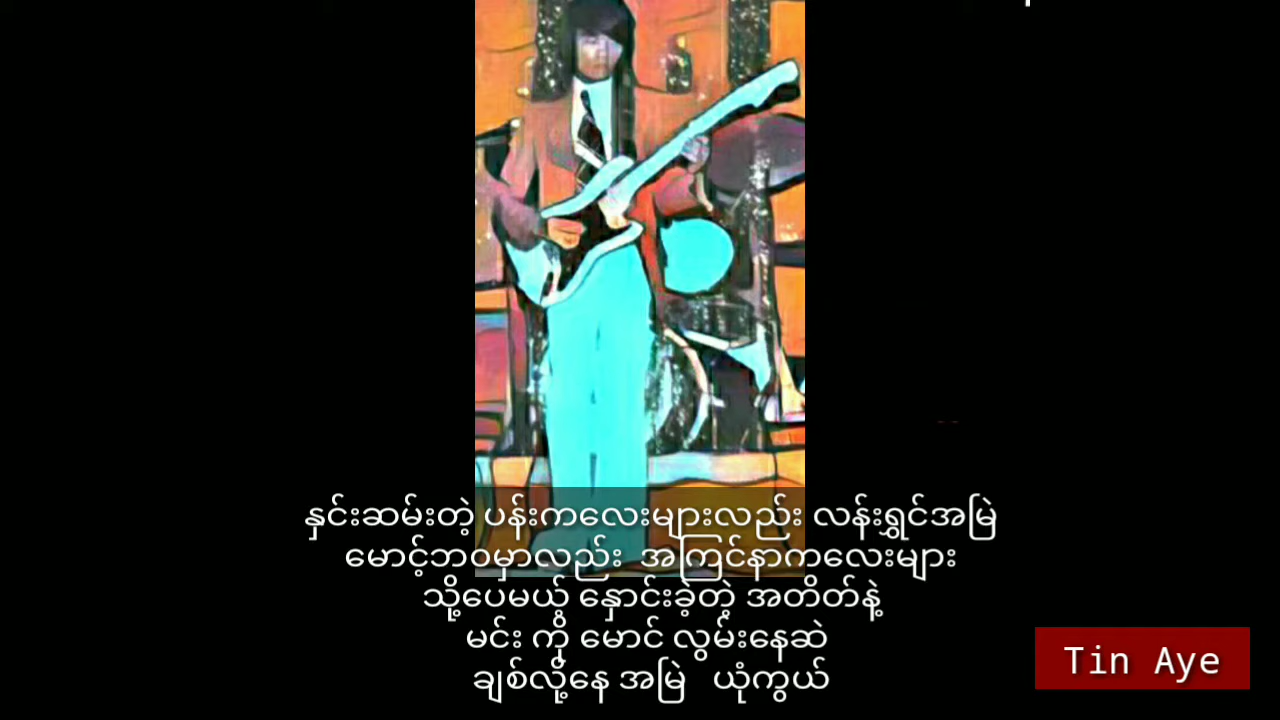 နှင်းဆမ်းတဲ့ ပန်းကလေးများလည်း လန်းရွှင်အမြဲ
မောင့်ဘဝမှာလည်း အကြင်နာကလေးများ
သို့ပေမယ့် နှောင်းခဲ့တဲ့ အတိတ်နဲ့
မင်း ကို မောင် လွမ်းနေဆဲ
ချစ်လို့နေ အမြဲ ယုံကွယ်
Tin Aye